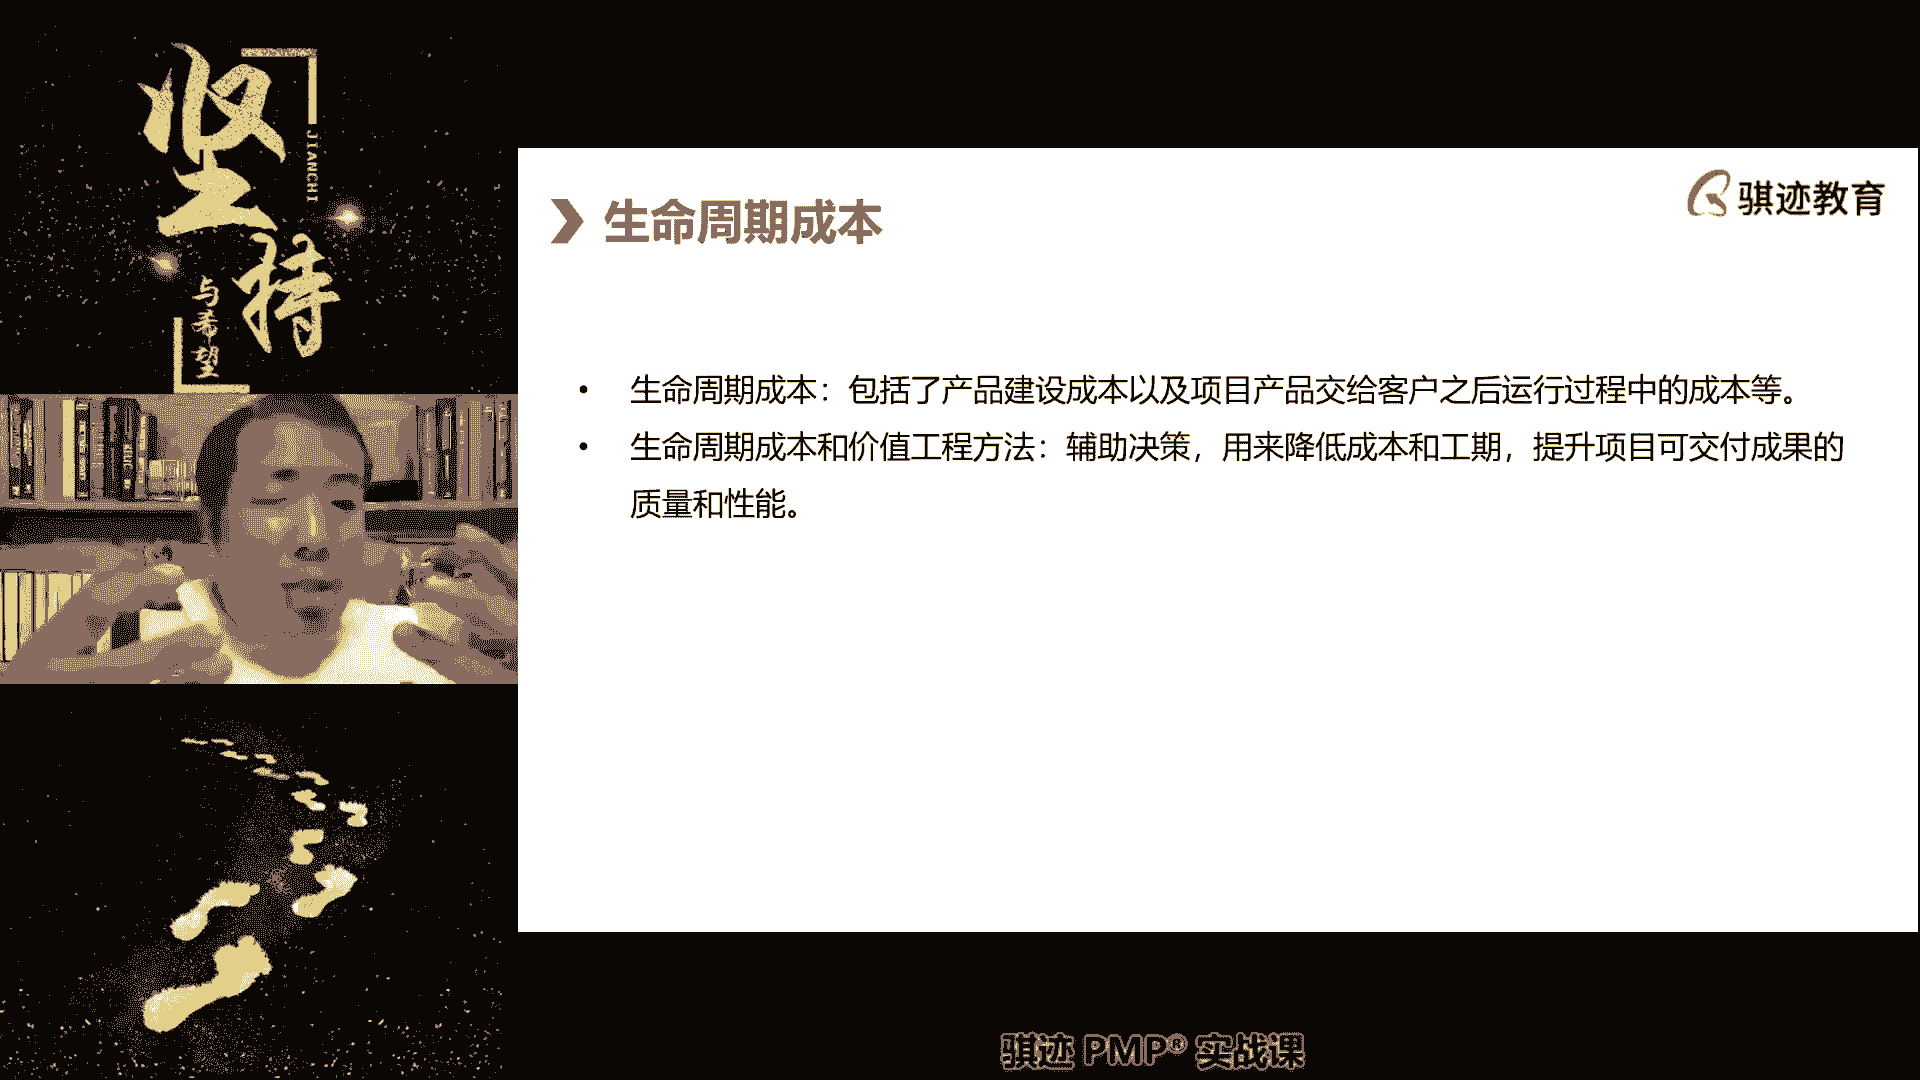 坚持
JIANCHI
与希望
骐迹教育
生命周期成本
• 生命周期成本：包括了产品建设成本以及项目产品交给客户之后运行过程中的成本等。
• 生命周期成本和价值工程方法：辅助决策，用来降低成本和工期，提升项目可交付成果的
质量和性能。
骐迹 PMP® 实战课